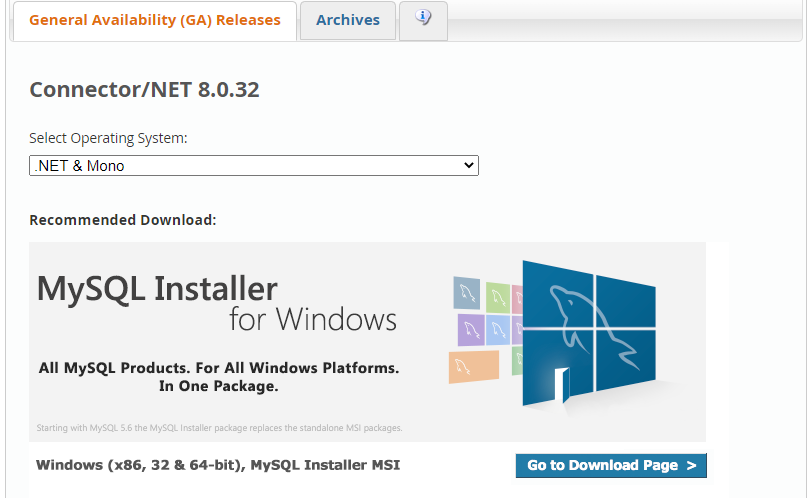 General Availability (GA) Releases
Archives
Connector/NET 8.0.32
Select Operating System:
.NET & Mono
Recommended Download:
MySQL Installer
for Windows
All MySQL Products. For All Windows Platforms.
In One Package.
Starting with MySQL 5.6 the MySQL Installer package replaces the standalone MSI packages.
Windows (x86, 32 & 64-bit), MySQL Installer MSI
Go to Download Page >